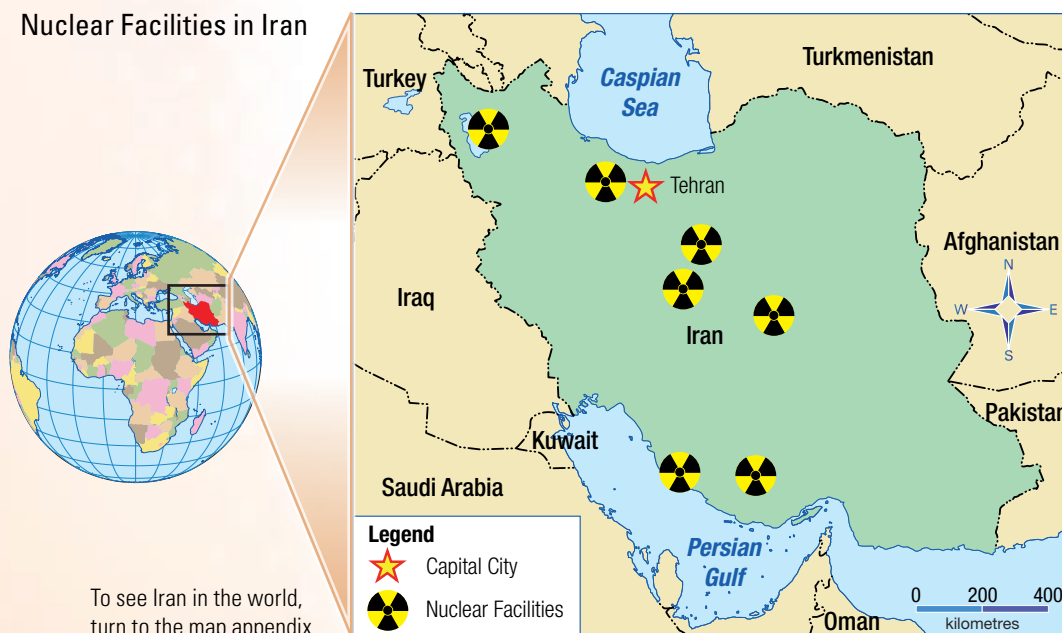 Nuclear Facilities in Iran
Turkey
Caspian
Sea
Turkmenistan
Tehran
Afghanistan
N
W
E
S
Iraq
Iran
Pakistan
Kuwait
Saudi Arabia
Persian
Gulf
Oman
Legend
Capital City
Nuclear Facilities
0 200 400
kilometres
To see Iran in the world,
turn to the map appendix